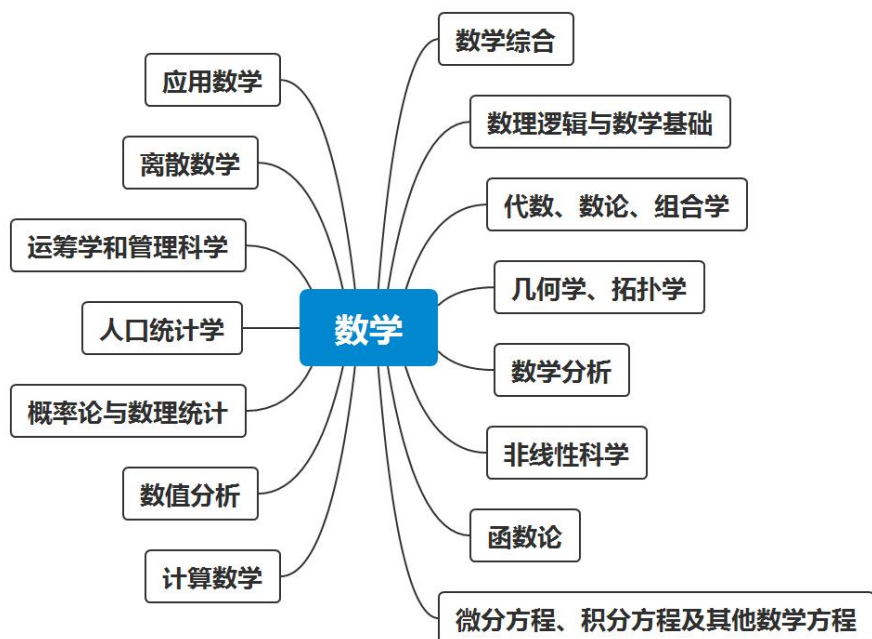 数学综合
应用数学
数理逻辑与数学基础
离散数学
代数、数论、组合学
运筹学和管理科学
几何学、拓扑学
人口统计学
数学
数学分析
概率论与数理统计
非线性科学
数值分析
函数论
计算数学
微分方程、积分方程及其他数学方程